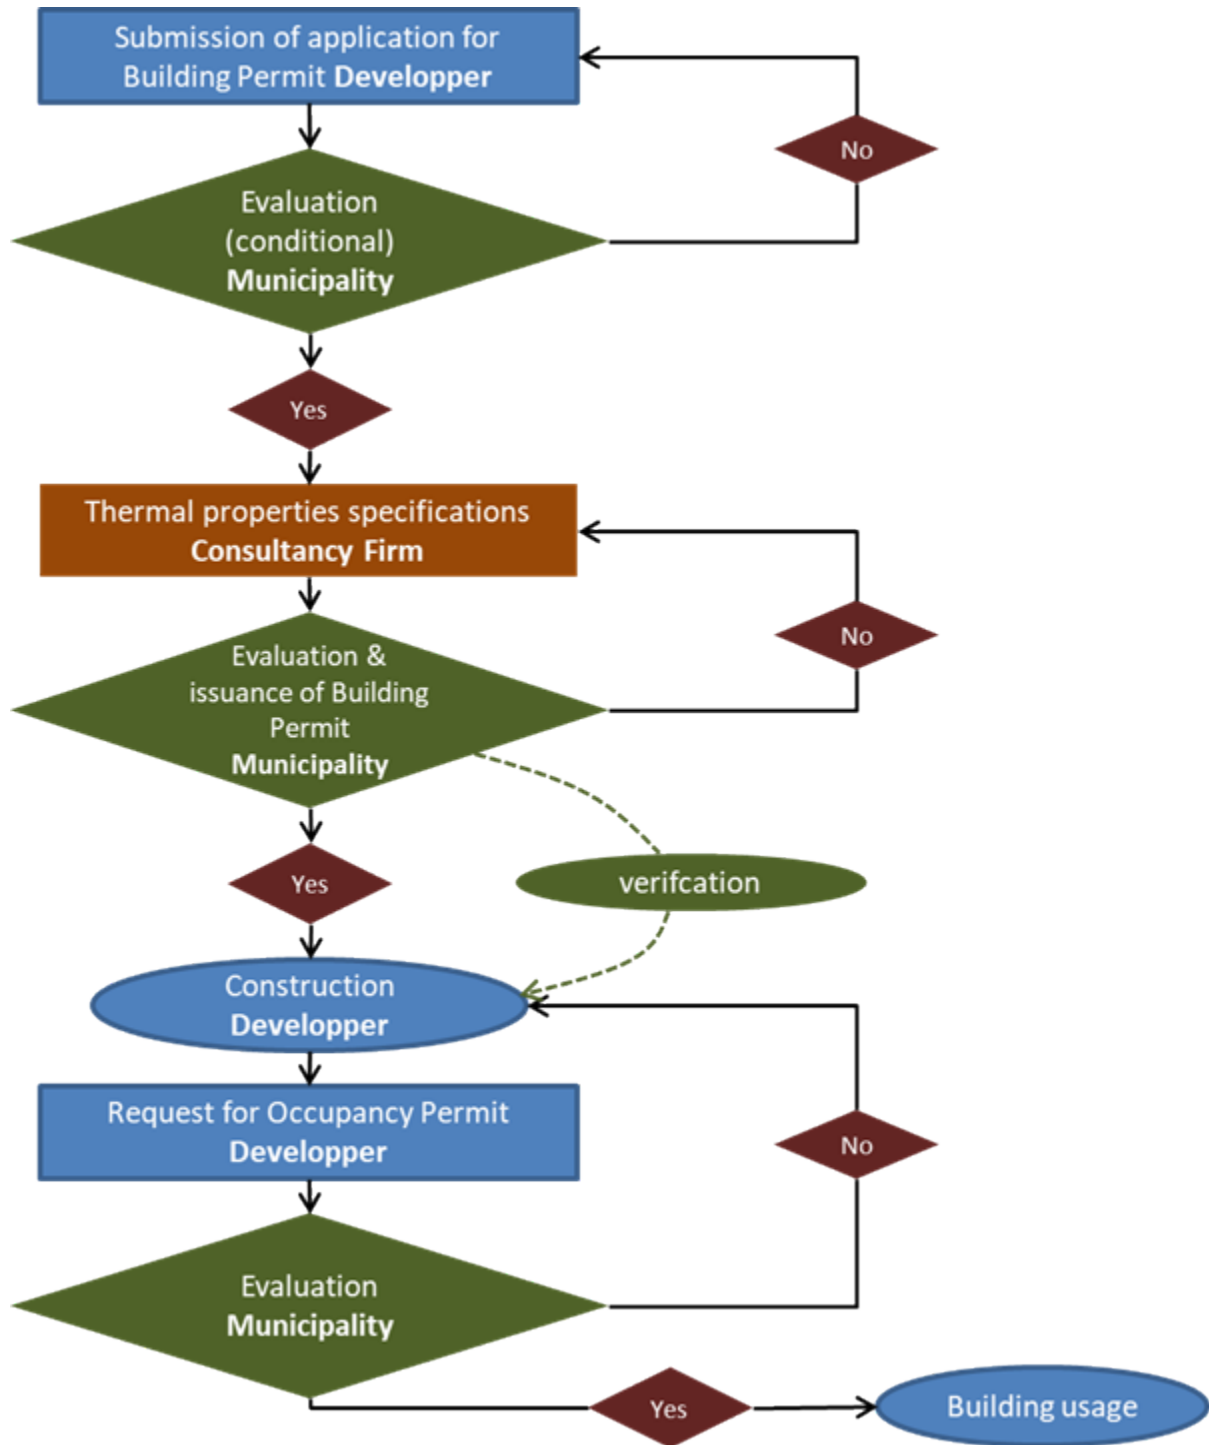 Submission of application for
Building Permit Developper
No
Evaluation
(conditional)
Municipality
Yes
Thermal properties specifications
Consultancy Firm
No
Evaluation &
issuance of Building
Permit
Municipality
Yes
verifcation
Construction
Developper
Request for Occupancy Permit
Developper
No
Evaluation
Municipality
Yes
Building usage